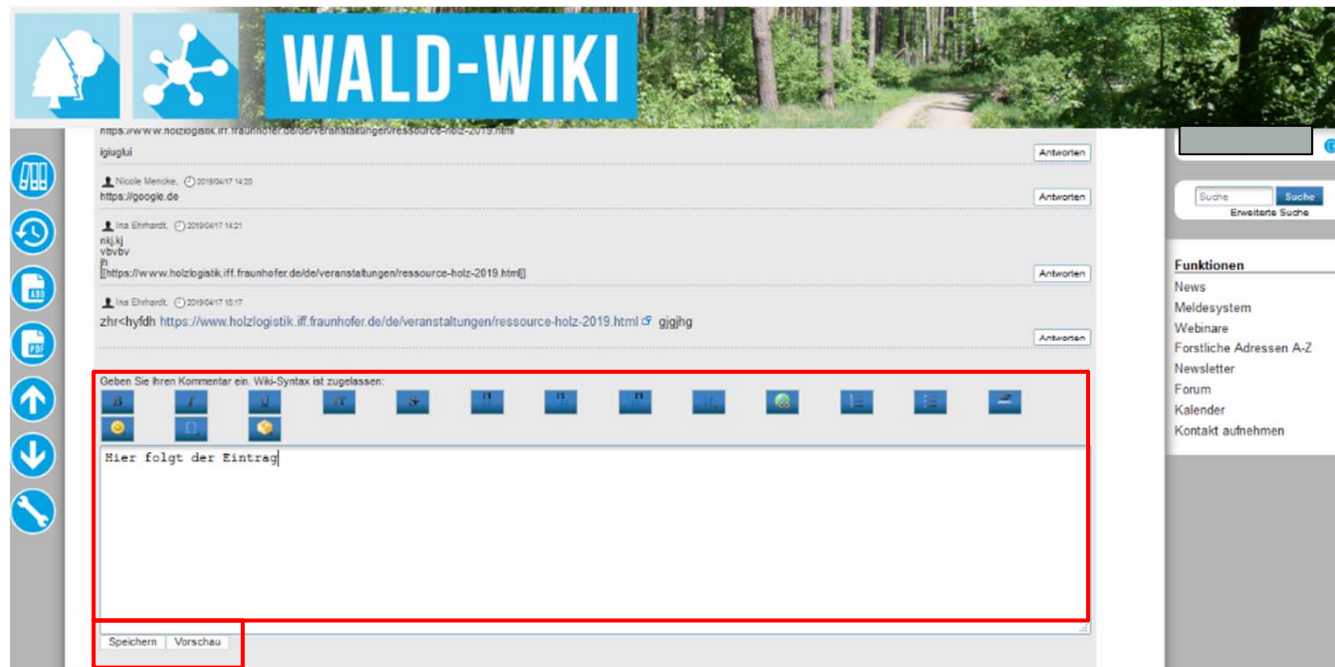 WALD-WIKI
https://www.holzlogistik.iff.fraunhofer.de/de/veranstaltungen/ressource-holz-2019.html
igiuglui
Antworten
Nicole Mencke, 2019/04/17 14:20
https://google.de
Antworten
Ina Ehrhardt, 2019/04/17 14:21
nkj,kj
vbvbv
jh
[[https://www.holzlogistik.iff.fraunhofer.de/de/veranstaltungen/ressource-holz-2019.html]]
Antworten
Ina Ehrhardt, 2019/04/17 15:17
zhr<hyfdh https://www.holzlogistik.iff.fraunhofer.de/de/veranstaltungen/ressource-holz-2019.html gjgjhg
Antworten
Geben Sie Ihren Kommentar ein. Wiki-Syntax ist zugelassen:
B I U
Hier folgt der Eintrag
Speichern Vorschau
ABO
PDF
Suche Suche
Erweiterte Suche
Funktionen
News
Meldesystem
Webinare
Forstliche Adressen A-Z
Newsletter
Forum
Kalender
Kontakt aufnehmen